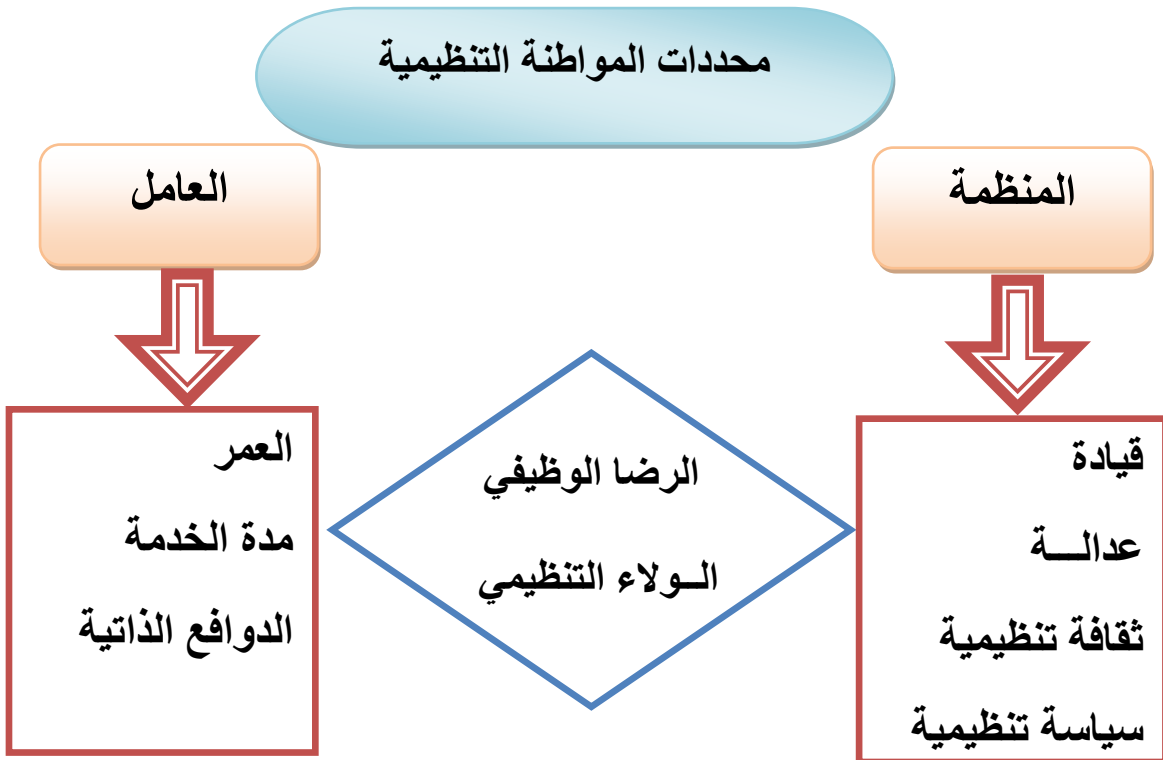 محددات المواطنة التنظيمية
المنظمة
العامل
قيادة
عدالـــة
ثقافة تنظيمية
سياسة تنظيمية
الرضا الوظيفي
الــولاء التنظيمي
العمر
مدة الخدمة
الدوافع الذاتية